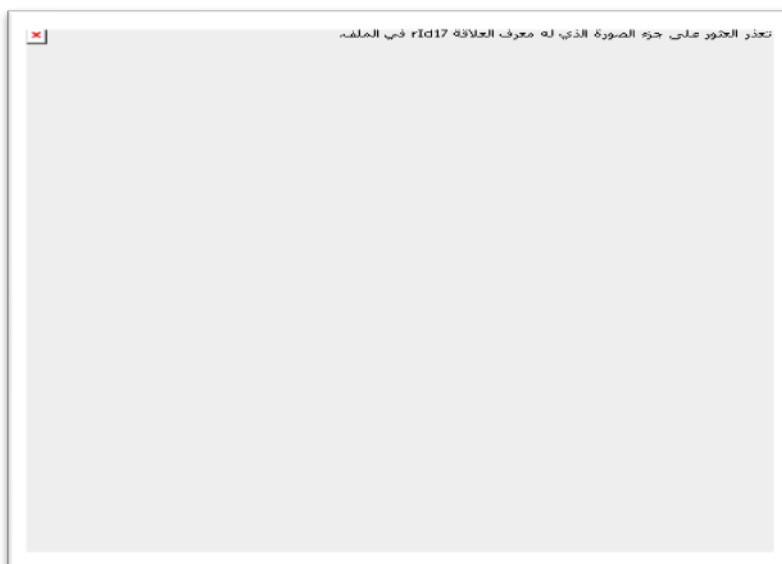 تعذر العثور على جزء الصورة الذي له معرف العلاقة rId17 في الملف.